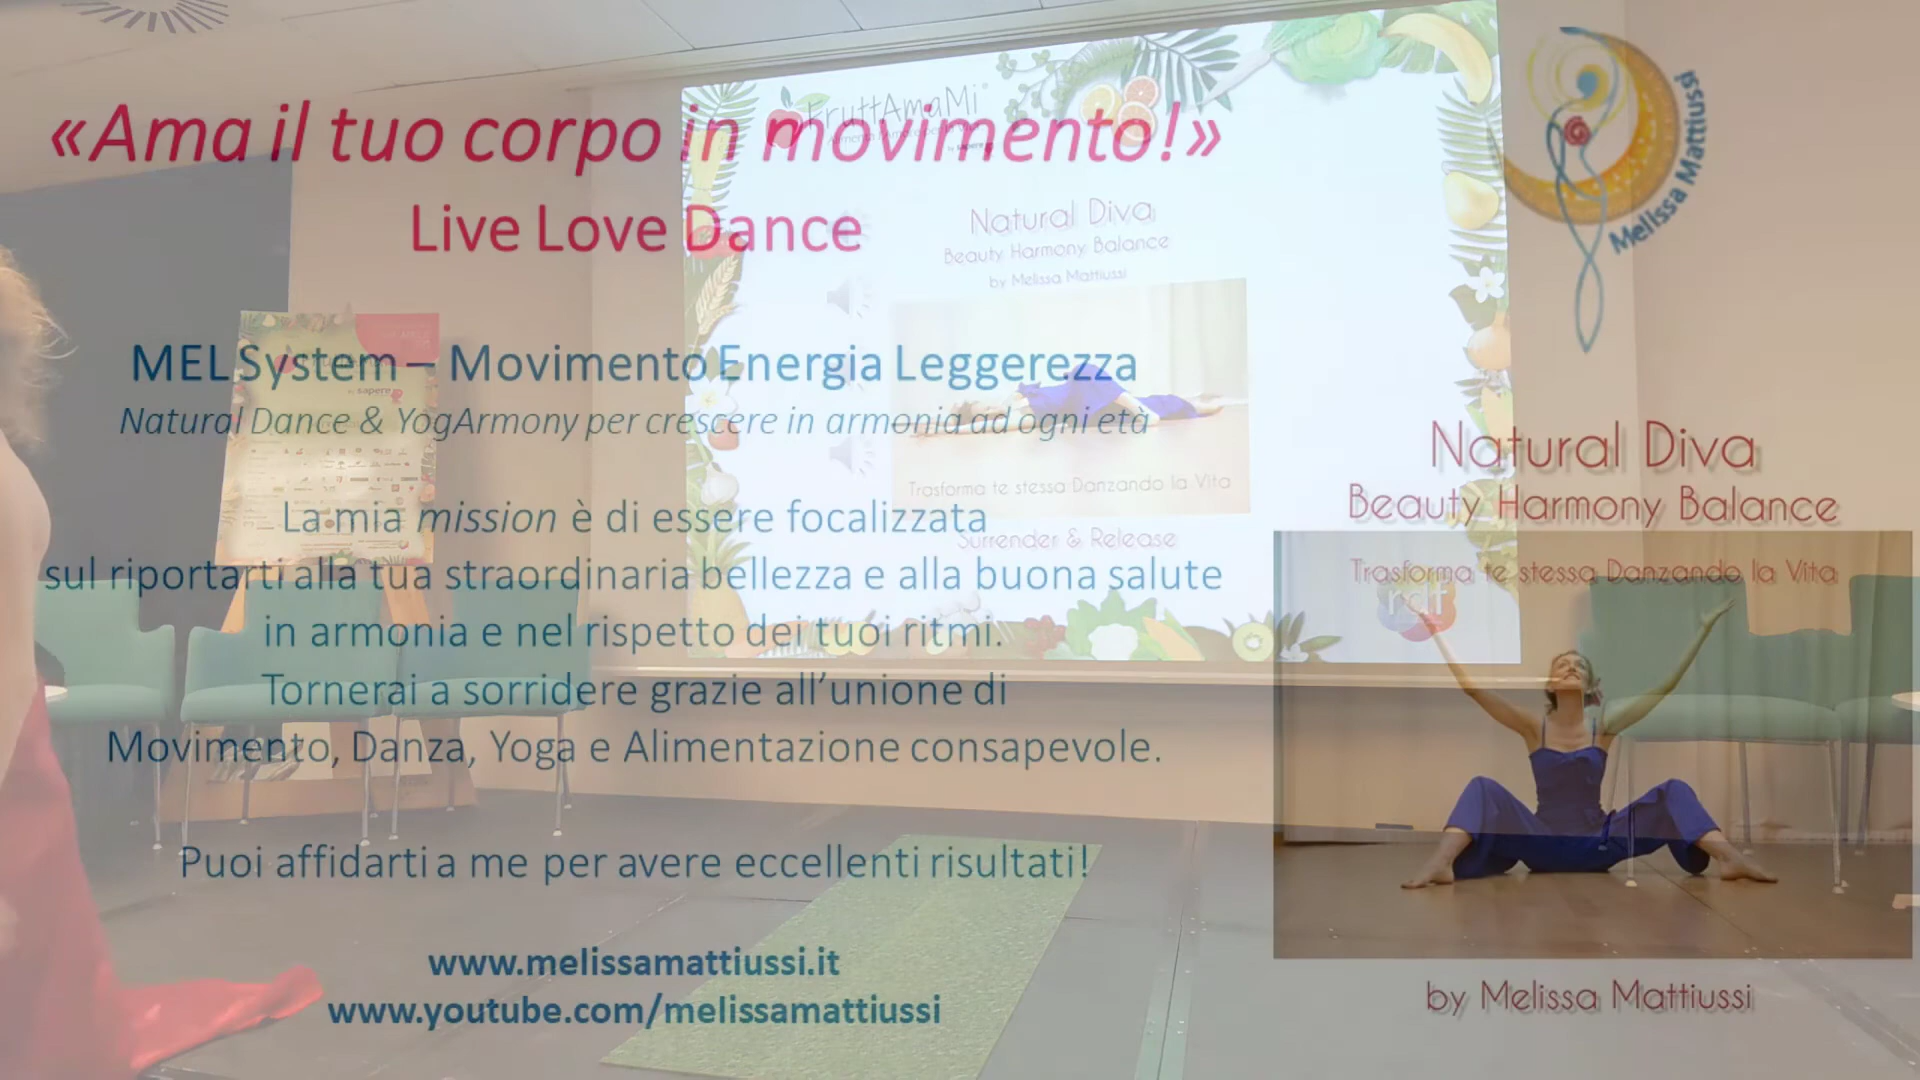 «Ama il tuo corpo in movimento!»
Live Love Dance
MEL System – Movimento Energia Leggerezza
Natural Dance & YogArmony per crescere in armonia ad ogni età
La mia mission è di essere focalizzata
sul riportarti alla tua straordinaria bellezza e alla buona salute
in armonia e nel rispetto dei tuoi ritmi.
Tornerai a sorridere grazie all'unione di
Movimento, Danza, Yoga e Alimentazione consapevole.
Puoi affidarti a me per avere eccellenti risultati!
www.melissamattiussi.it
www.youtube.com/melissamattiussi
FruttAmaMi
by sapere
Natural Diva
Beauty Harmony Balance
by Melissa Mattiussi
Trasforma te stessa Danzando la Vita
Surrender & Release
by sapere
Melissa Mattiussi
Natural Diva
Beauty Harmony Balance
Trasforma te stessa Danzando la Vita
rdf
by Melissa Mattiussi